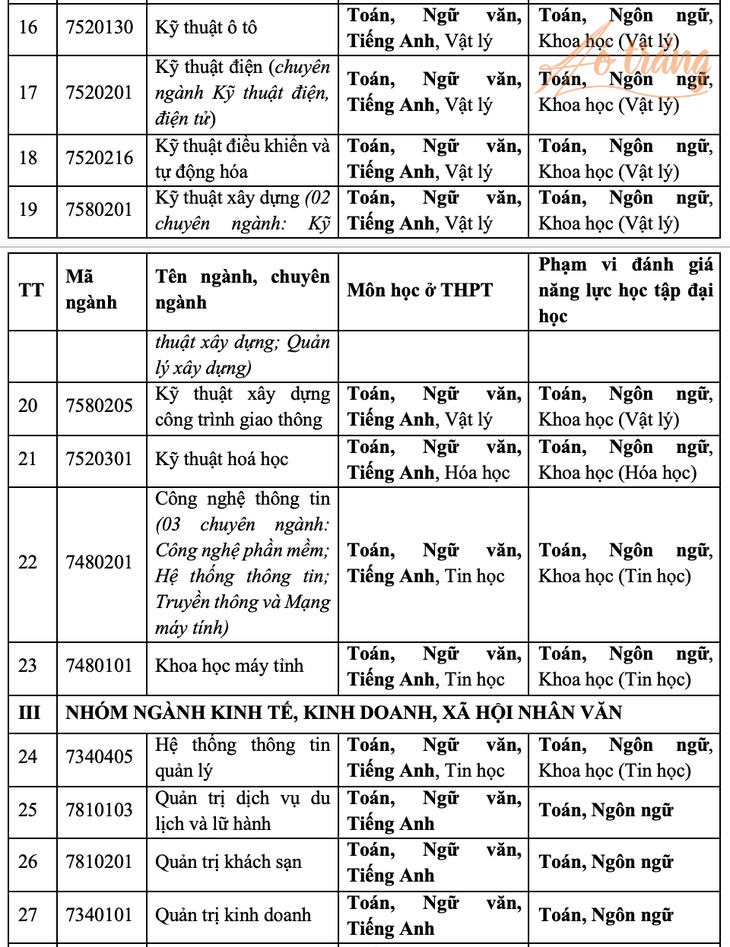 16 7520130 Kỹ thuật ô tô Toán, Ngữ văn, Toán, Ngôn ngữ,
Tiếng Anh, Vật lý Khoa học (Vật lý)
Áo trắng
17 7520201 Kỹ thuật điện (chuyên Toán, Ngữ văn, Toán, Ngôn ngữ,
ngành Kỹ thuật điện, Tiếng Anh, Vật lý Khoa học (Vật lý)
điện tử)
18 7520216 Kỹ thuật điều khiển và Toán, Ngữ văn, Toán, Ngôn ngữ,
tự động hóa Tiếng Anh, Vật lý Khoa học (Vật lý)
19 7580201 Kỹ thuật xây dựng (02 Toán, Ngữ văn, Toán, Ngôn ngữ,
chuyên ngành: Kỹ Tiếng Anh, Vật lý Khoa học (Vật lý)
TT Mã Tên ngành, chuyên Môn học ở THPT Phạm vi đánh giá
ngành ngành năng lực học tập đại
học
thuật xây dựng; Quản
lý xây dựng)
20 7580205 Kỹ thuật xây dựng Toán, Ngữ văn, Toán, Ngôn ngữ,
công trình giao thông Tiếng Anh, Vật lý Khoa học (Vật lý)
21 7520301 Kỹ thuật hoá học Toán, Ngữ văn, Toán, Ngôn ngữ,
Tiếng Anh, Hóa học Khoa học (Hóa học)
22 7480201 Công nghệ thông tin
(03 chuyên ngành:
Công nghệ phần mềm; Toán, Ngữ văn, Toán, Ngôn ngữ,
Hệ thống thông tin; Tiếng Anh, Tin học Khoa học (Tin học)
Truyền thông và Mạng
máy tính)
23 7480101 Khoa học máy tính Toán, Ngữ văn, Toán, Ngôn ngữ,
Tiếng Anh, Tin học Khoa học (Tin học)
III NHÓM NGÀNH KINH TẾ, KINH DOANH, XÃ HỘI NHÂN VĂN
24 7340405 Hệ thống thông tin Toán, Ngữ văn, Toán, Ngôn ngữ,
quản lý Tiếng Anh, Tin học Khoa học (Tin học)
25 7810103 Quản trị dịch vụ du Toán, Ngữ văn, Toán, Ngôn ngữ
lịch và lữ hành Tiếng Anh
26 7810201 Quản trị khách sạn Toán, Ngữ văn, Toán, Ngôn ngữ
Tiếng Anh
27 7340101 Quản trị kinh doanh Toán, Ngữ văn, Toán, Ngôn ngữ
Tiếng Anh